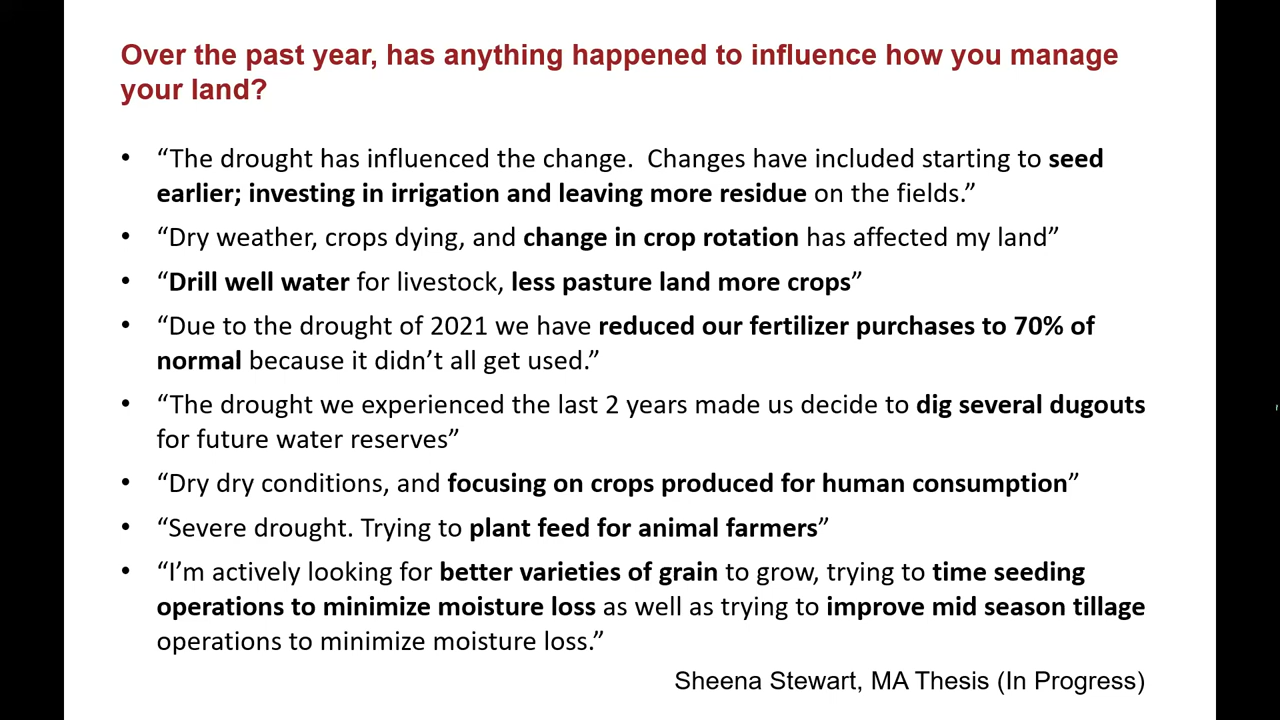 Over the past year, has anything happened to influence how you manage
your land?
• “The drought has influenced the change.  Changes have included starting to seed
earlier; investing in irrigation and leaving more residue on the fields.”
• “Dry weather, crops dying, and change in crop rotation has affected my land”
• “Drill well water for livestock, less pasture land more crops”
• “Due to the drought of 2021 we have reduced our fertilizer purchases to 70% of
normal because it didn’t all get used.”
• “The drought we experienced the last 2 years made us decide to dig several dugouts
for future water reserves”
• “Dry dry conditions, and focusing on crops produced for human consumption”
• “Severe drought. Trying to plant feed for animal farmers”
• “I’m actively looking for better varieties of grain to grow, trying to time seeding
operations to minimize moisture loss as well as trying to improve mid season tillage
operations to minimize moisture loss.”
Sheena Stewart, MA Thesis (In Progress)